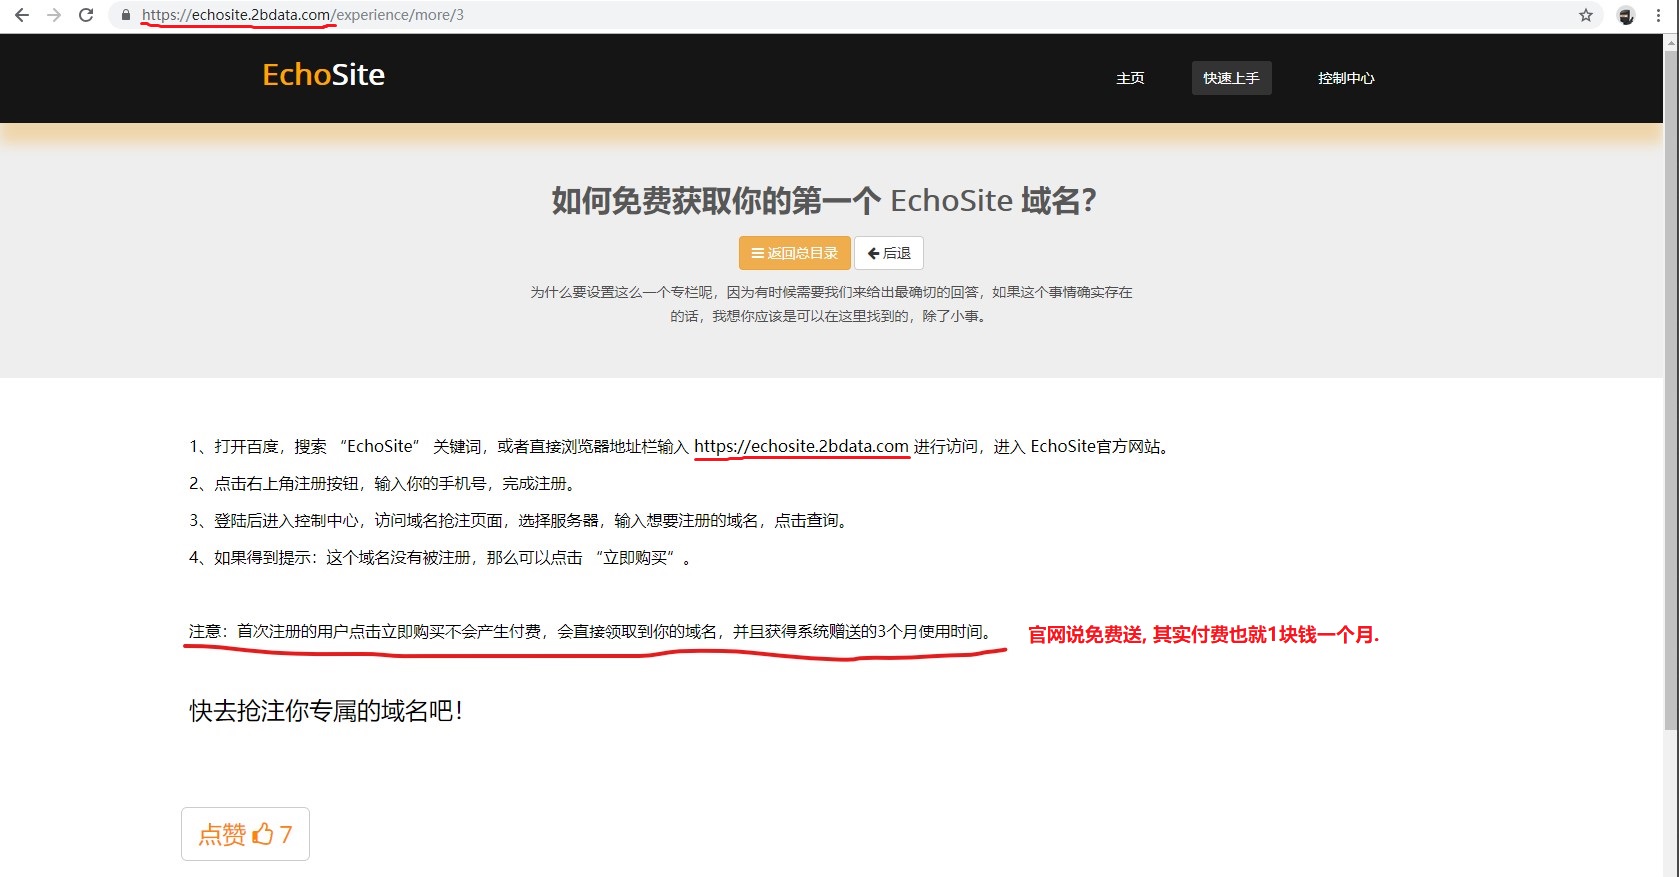 https://echosite.2bdata.com/experience/more/3
EchoSite 主页 快速上手 控制中心
如何免费获取你的第一个 EchoSite 域名？
返回总目录 后退
为什么要设置这么一个专栏呢，因为有时候需要我们来给出最确切的回答，如果这个事情确实存在
的话，我想你应该是可以在这里找到的，除了小事。
1、打开百度，搜索 “EchoSite” 关键词，或者直接浏览器地址栏输入 https://echosite.2bdata.com 进行访问，进入 EchoSite官方网站。
2、点击右上角注册按钮，输入你的手机号，完成注册。
3、登陆后进入控制中心，访问域名抢注页面，选择服务器，输入想要注册的域名，点击查询。
4、如果得到提示：这个域名没有被注册，那么可以点击 “立即购买” 。
注意：首次注册的用户点击立即购买不会产生付费，会直接领取到你的域名，并且获得系统赠送的3个月使用时间。 官网说免费送, 其实付费也就1块钱一个月.
快去抢注你专属的域名吧！
点赞 7